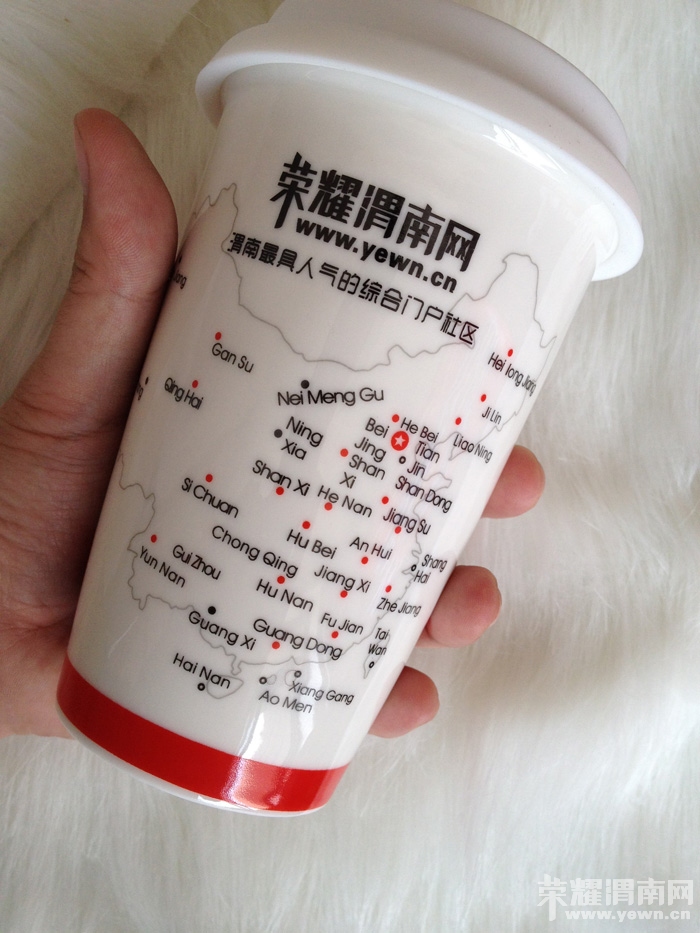 荣耀渭南网
www.yewn.cn
渭南最具人气的综合门户社区
Hei long Jiang
Gan Su
Nei Meng Gu
Qing Hai
Ji Lin
He Bei
Bei
Jing
Tian
Jin
Liao Ning
Ning
Xia
Shan
Xi
Shan Dong
Shan Xi
Si Chuan
He Nan
Jiang Su
Hu Bei
An Hui
Chong Qing
Shang
Hai
Gui Zhou
Yun Nan
Jiang Xi
Hu Nan
Zhe Jiang
Fu Jian
Guang Xi
Guang Dong
Tai
Wan
Hai Nan
Xiang Gang
Ao Men
荣耀渭南网
www.yewn.cn